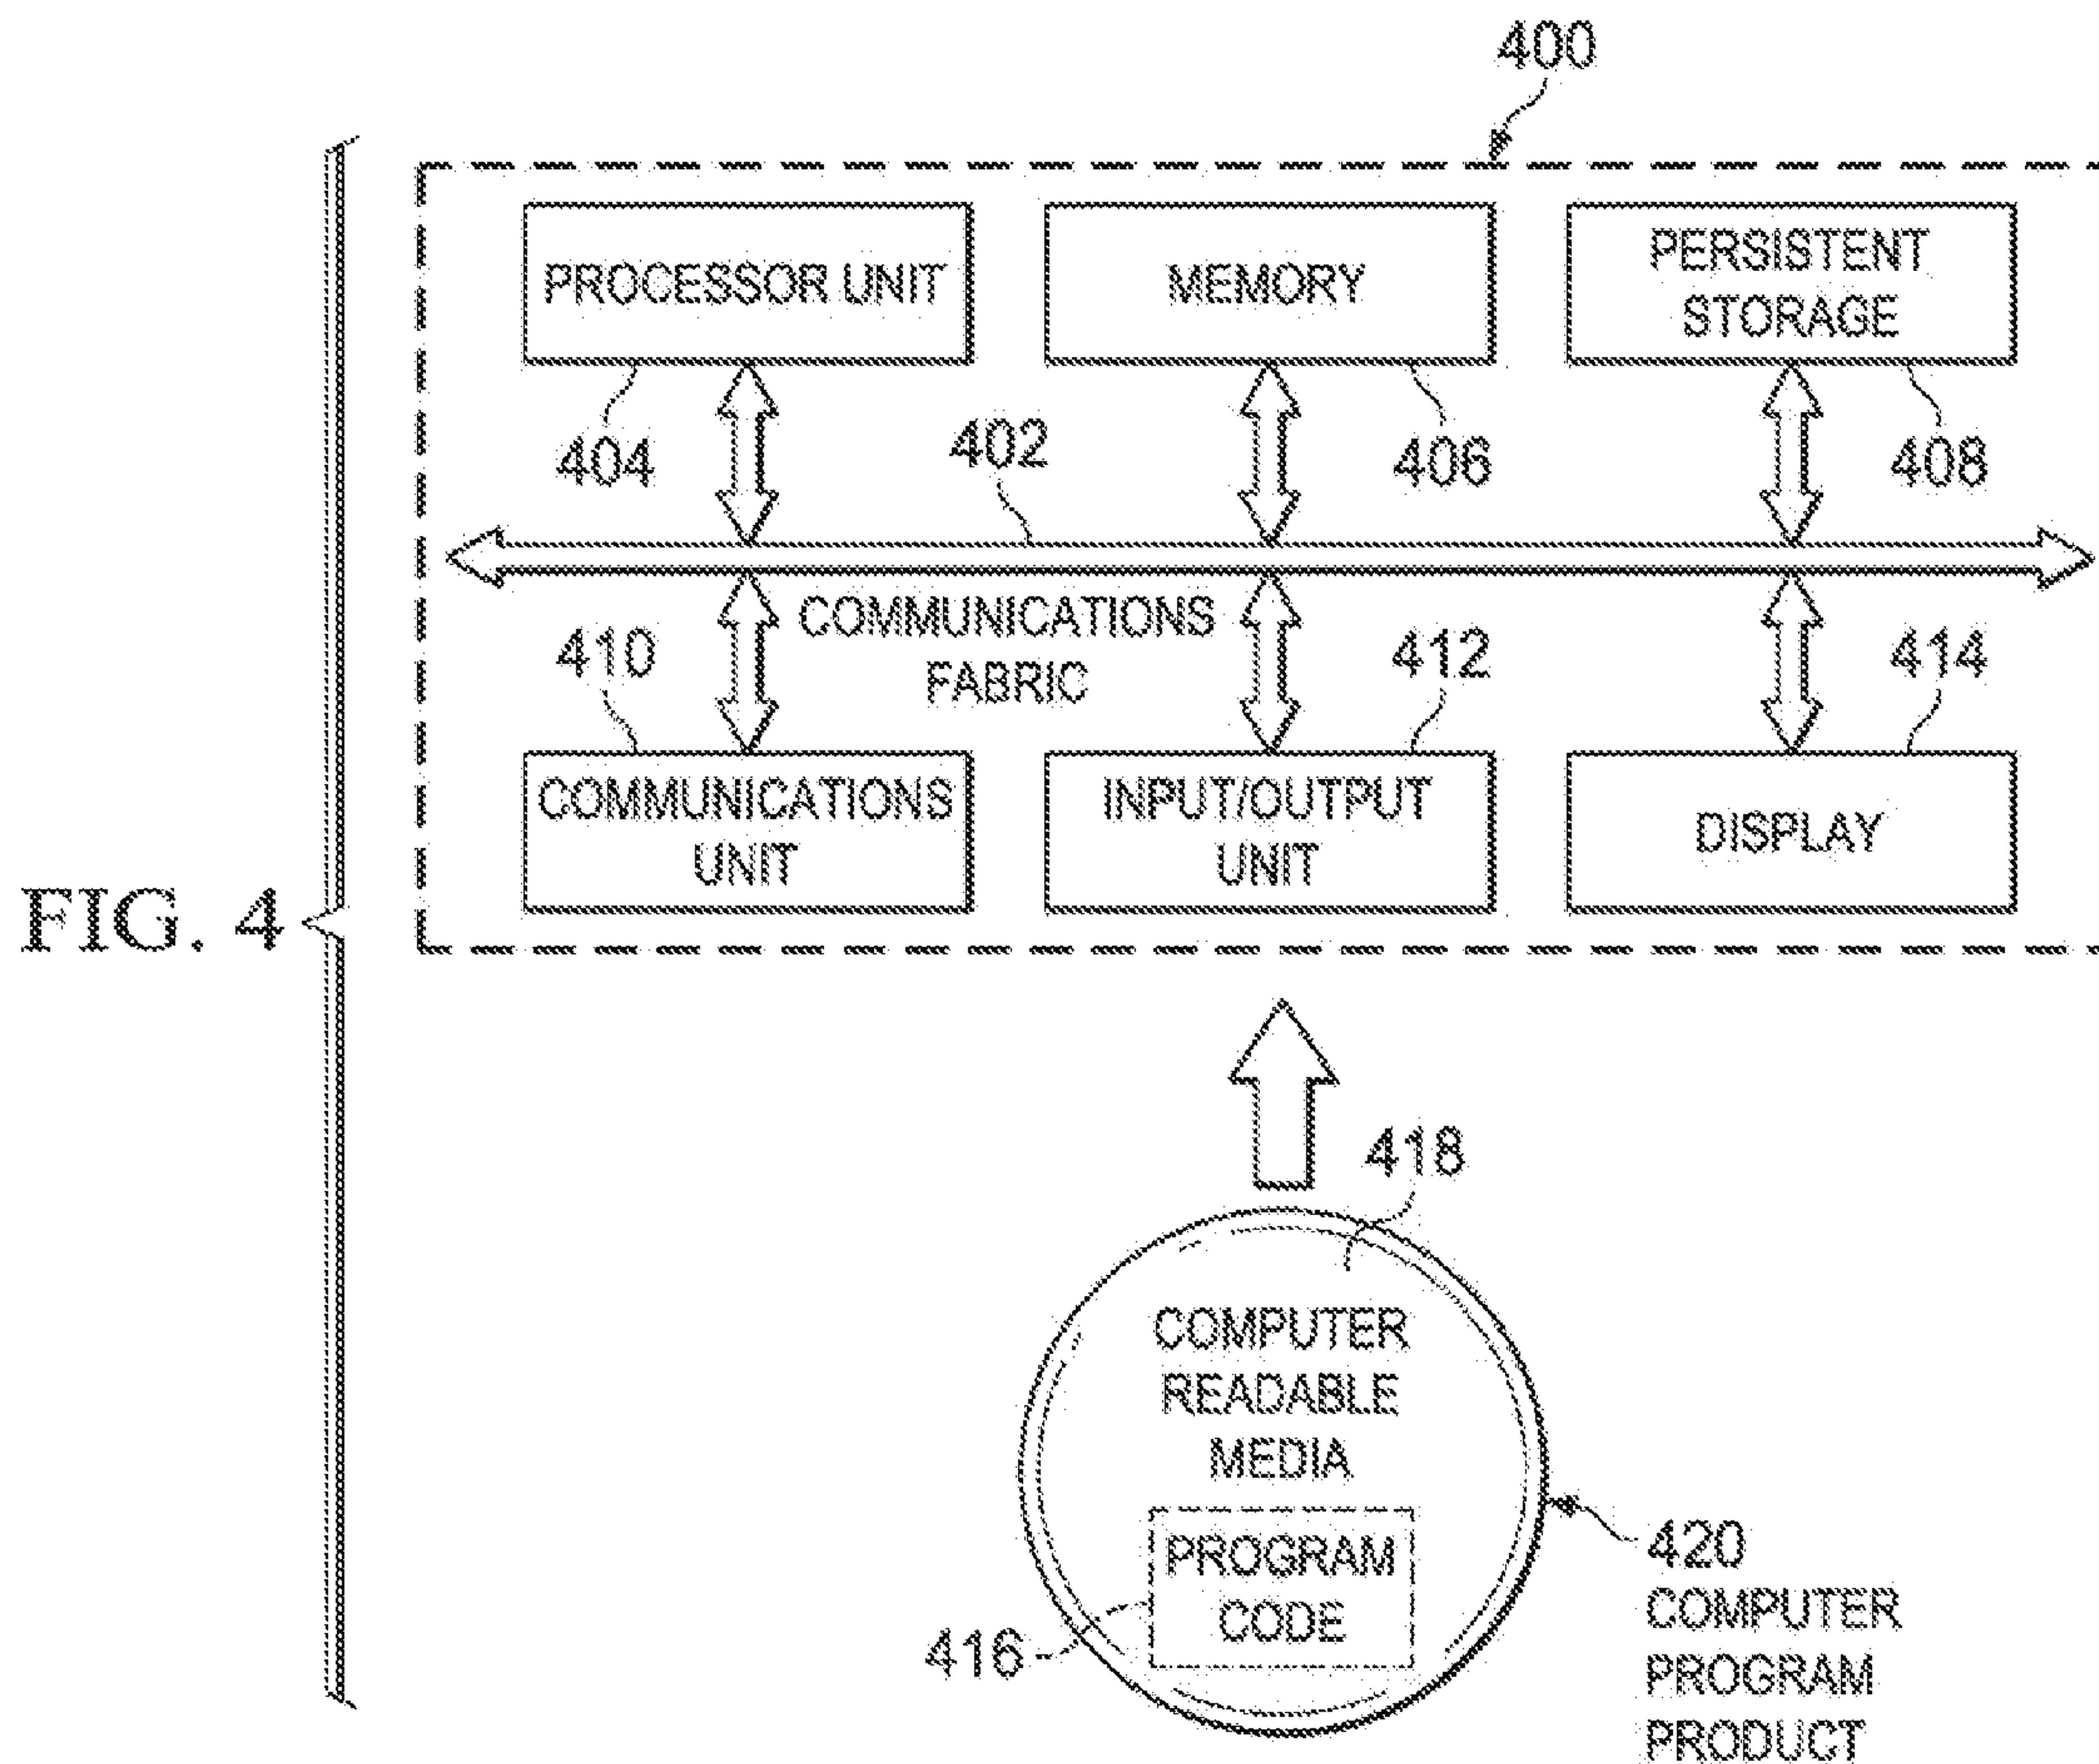 400
PROCESSOR UNIT
MEMORY
PERSISTENT
STORAGE
404
402
406
408
COMMUNICATIONS
FABRIC
410
412
414
COMMUNICATIONS
UNIT
INPUT/OUTPUT
UNIT
DISPLAY
FIG. 4
418
COMPUTER
READABLE
MEDIA
PROGRAM
CODE
416
420
COMPUTER
PROGRAM
PRODUCT